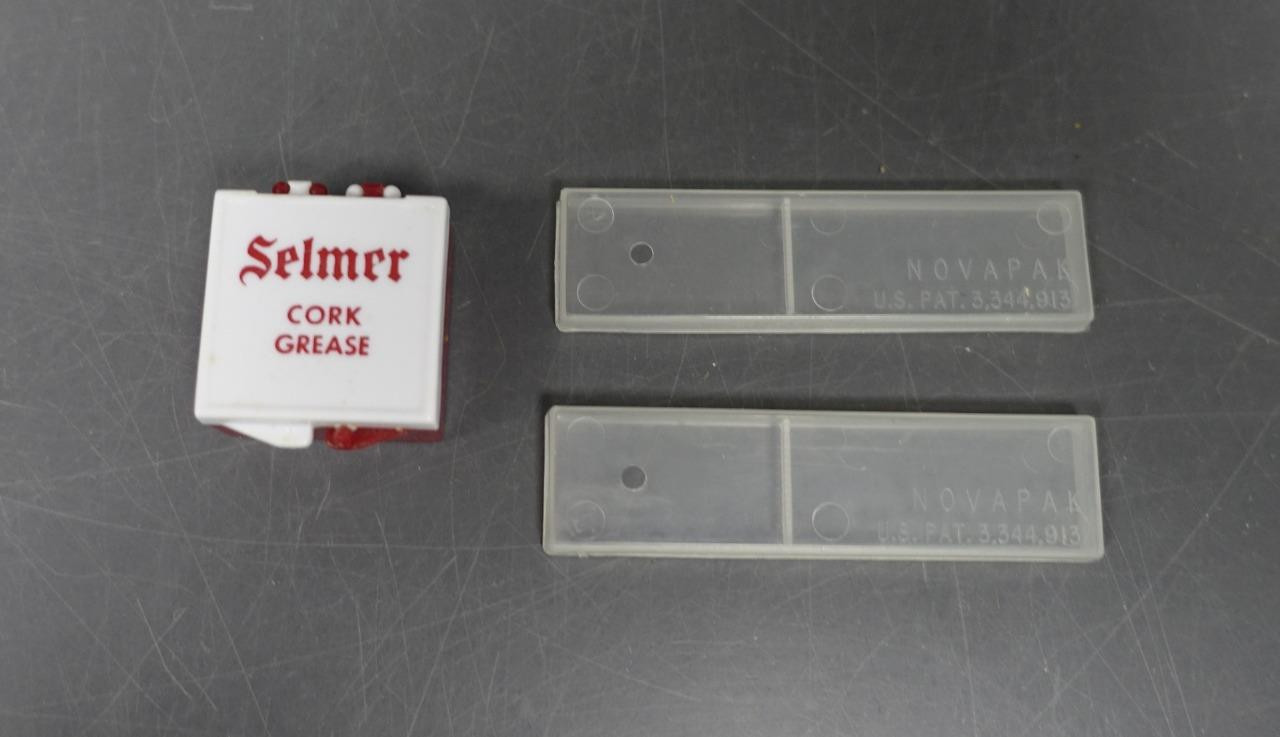 Selmer
CORK
GREASE
NOVAPAK
U.S. PAT. 3,344,913
NOVAPAK
U.S. PAT. 3,344,913